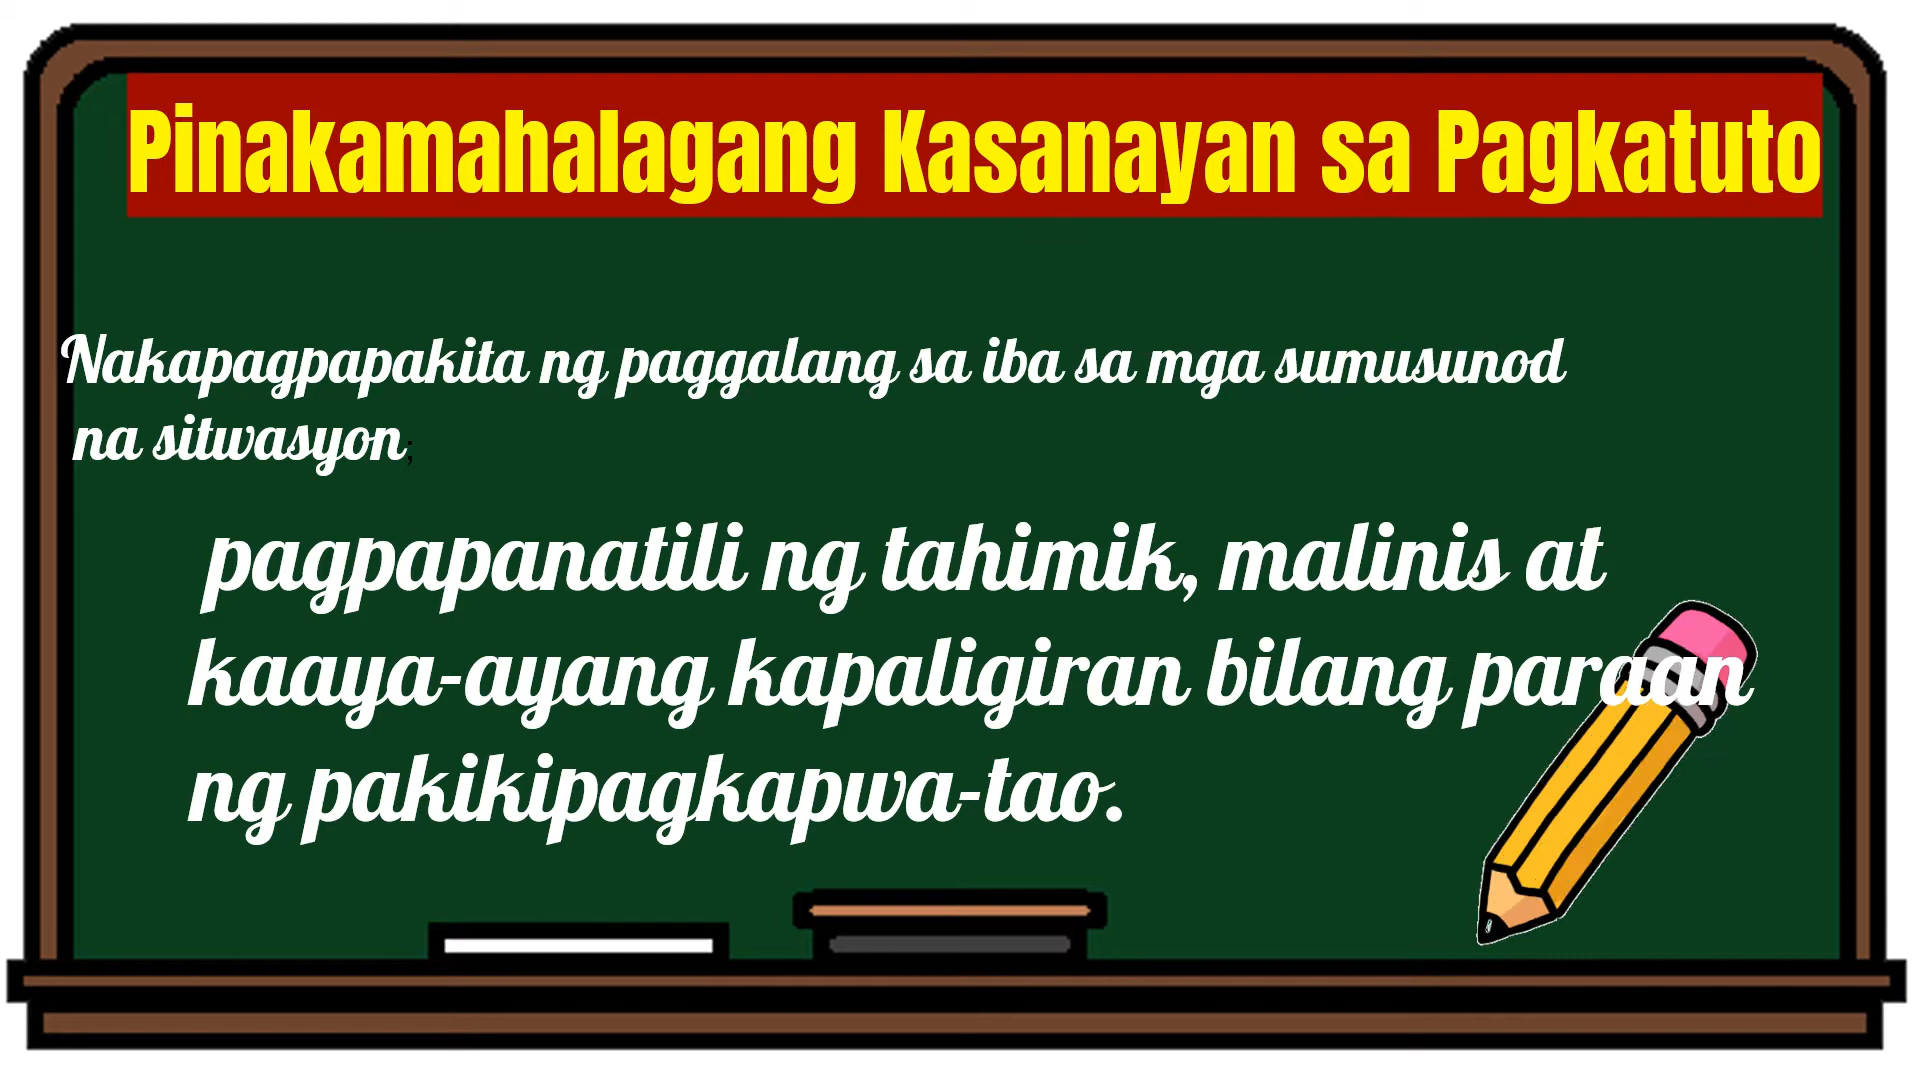 Pinakamahalagang Kasanayan sa Pagkatuto
Nakapagpapakita ng paggalang sa iba sa mga sumusunod
na sitwasyon;
pagpapanatili ng tahimik, malinis at
kaaya-ayang kapaligiran bilang paraan
ng pakikipagkapwa-tao.